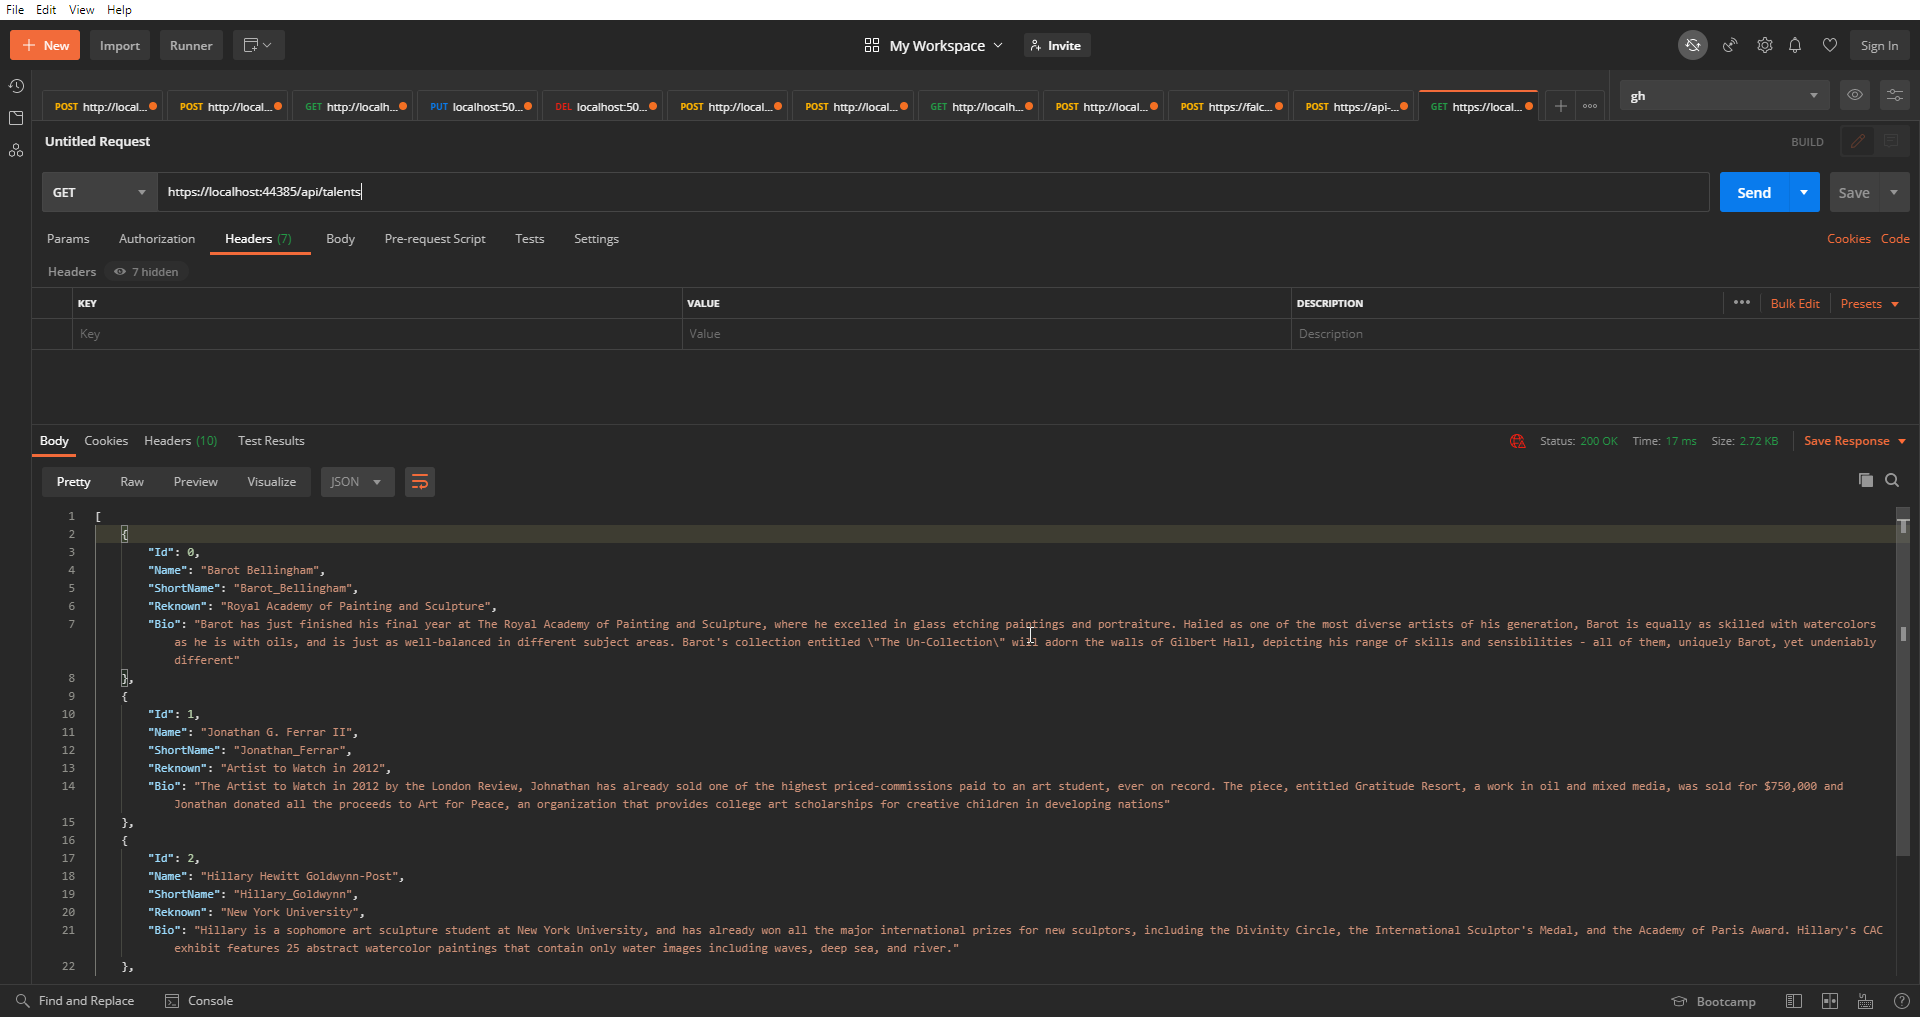 File Edit View Help
New Import Runner My Workspace Invite Sign In
POST http://local... POST http://local... GET http://localh... PUT localhost:50... DEL localhost:50... POST http://local... POST http://local... GET http://localh... POST http://local... POST https://falc... POST https://api-... GET https://local... gh
Untitled Request BUILD
GET https://localhost:44385/api/talents Send Save
Params Authorization Headers (7) Body Pre-request Script Tests Settings Cookies Code
Headers 7 hidden
KEY VALUE DESCRIPTION Bulk Edit Presets
Key Value Description
Body Cookies Headers (10) Test Results Status: 200 OK Time: 17 ms Size: 2.72 KB Save Response
Pretty Raw Preview Visualize JSON
1 [
2 {
3 "Id": 0,
4 "Name": "Barot Bellingham",
5 "ShortName": "Barot_Bellingham",
6 "Reknown": "Royal Academy of Painting and Sculpture",
7 "Bio": "Barot has just finished his final year at The Royal Academy of Painting and Sculpture, where he excelled in glass etching paintings and portraiture. Hailed as one of the most diverse artists of his generation, Barot is equally as skilled with watercolors
as he is with oils, and is just as well-balanced in different subject areas. Barot's collection entitled \"The Un-Collection\" will adorn the walls of Gilbert Hall, depicting his range of skills and sensibilities - all of them, uniquely Barot, yet undeniably
different"
8 },
9 {
10 "Id": 1,
11 "Name": "Jonathan G. Ferrar II",
12 "ShortName": "Jonathan_Ferrar",
13 "Reknown": "Artist to Watch in 2012",
14 "Bio": "The Artist to Watch in 2012 by the London Review, Johnathan has already sold one of the highest priced-commissions paid to an art student, ever on record. The piece, entitled Gratitude Resort, a work in oil and mixed media, was sold for $750,000 and
Jonathan donated all the proceeds to Art for Peace, an organization that provides college art scholarships for creative children in developing nations"
15 },
16 {
17 "Id": 2,
18 "Name": "Hillary Hewitt Goldwynn-Post",
19 "ShortName": "Hillary_Goldwynn",
20 "Reknown": "New York University",
21 "Bio": "Hillary is a sophomore art sculpture student at New York University, and has already won all the major international prizes for new sculptors, including the Divinity Circle, the International Sculptor's Medal, and the Academy of Paris Award. Hillary's CAC
exhibit features 25 abstract watercolor paintings that contain only water images including waves, deep sea, and river."
22 },
Find and Replace Console Bootcamp